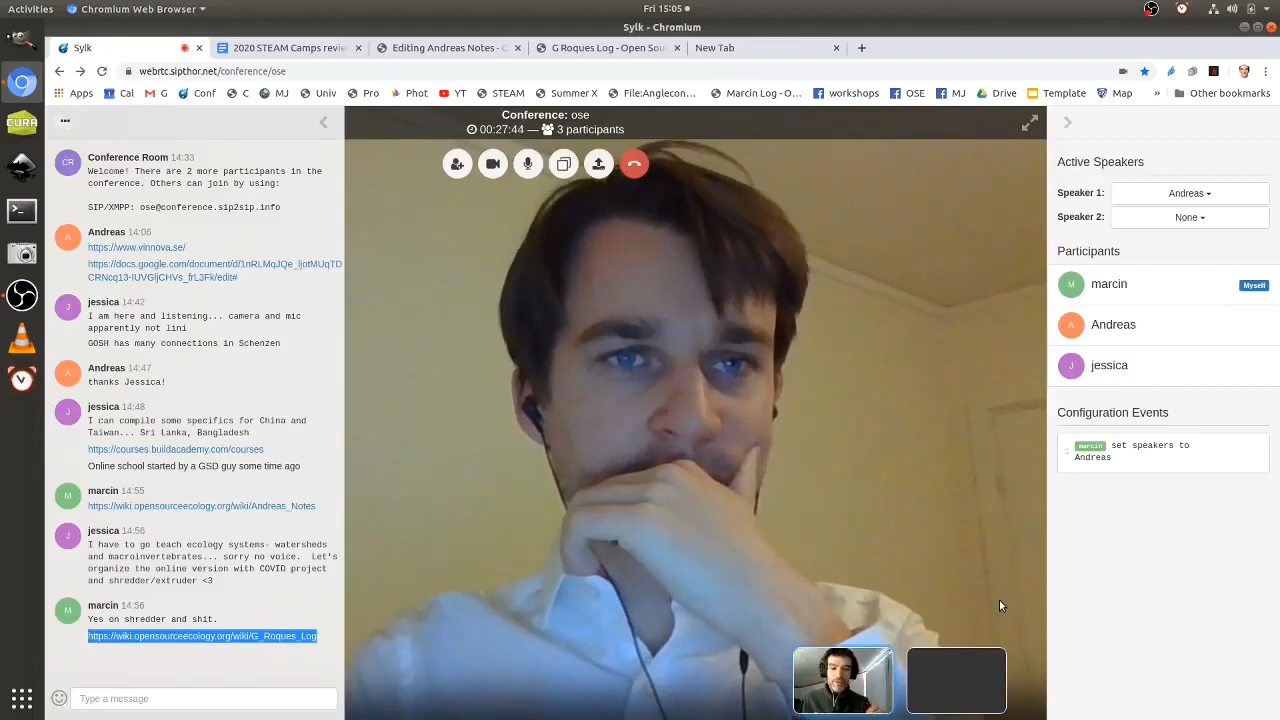 Activities
Chromium Web Browser
Fri 15:05
Sylk - Chromium
Sylk
2020 STEAM Camps revie
Editing Andreas Notes - O
G Roques Log - Open Sou
New Tab
webrtc.sipthor.net/conference/ose
Apps
Cal
G
Conf
C
MJ
Univ
Pro
Phot
YT
STEAM
Summer X
File:Anglecon...
Marcin Log - O...
workshops
OSE
MJ
Drive
Template
Map
»
Other bookmarks
Conference: ose
00:27:44 — 3 participants
CR
Conference Room 14:33
Welcome! There are 2 more participants in the
conference. Others can join by using:
SIP/XMPP: ose@conference.sip2sip.info
A
Andreas 14:06
https://www.vinnova.se/
https://docs.google.com/document/d/1nRLMqJQe_ljotMUqTD
CRNcq13-IUVGljCHVs_frL3Fk/edit#
J
jessica 14:42
I am here and listening... camera and mic
apparently not lini
GOSH has many connections in Schenzen
A
Andreas 14:47
thanks Jessica!
J
jessica 14:48
I can compile some specifics for China and
Taiwan... Sri Lanka, Bangladesh
https://courses.buildacademy.com/courses
Online school started by a GSD guy some time ago
M
marcin 14:55
https://wiki.opensourceecology.org/wiki/Andreas_Notes
J
jessica 14:56
I have to go teach ecology systems- watersheds
and macroinvertebrates... sorry no voice. Let's
organize the online version with COVID project
and shredder/extruder <3
M
marcin 14:56
Yes on shredder and shit.
https://wiki.opensourceecology.org/wiki/G_Roques_Log
Type a message
Active Speakers
Speaker 1:
Andreas
Speaker 2:
None
Participants
M
marcin
Myself
A
Andreas
J
jessica
Configuration Events
1
marcin set speakers to
Andreas
CURA